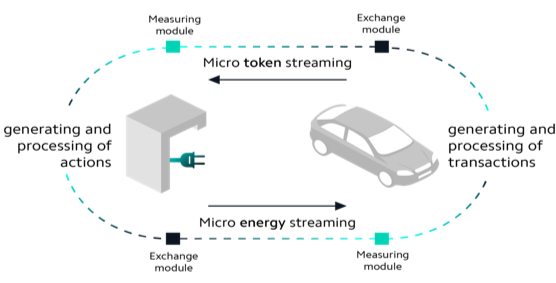 Measuring
module
Exchange
module
Micro token streaming
generating and
processing of
actions
generating and
processing of
transactions
Micro energy streaming
Exchange
module
Measuring
module